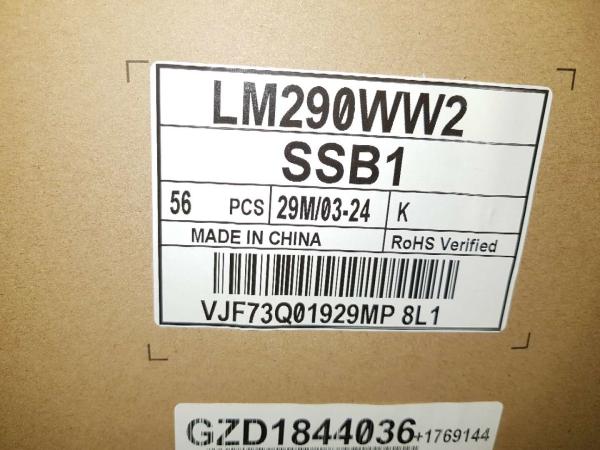 LM290WW2
SSB1
56 PCS 29M/03-24 K
MADE IN CHINA RoHS Verified
VJF73Q01929MP 8L1
GZD1844036+1769144